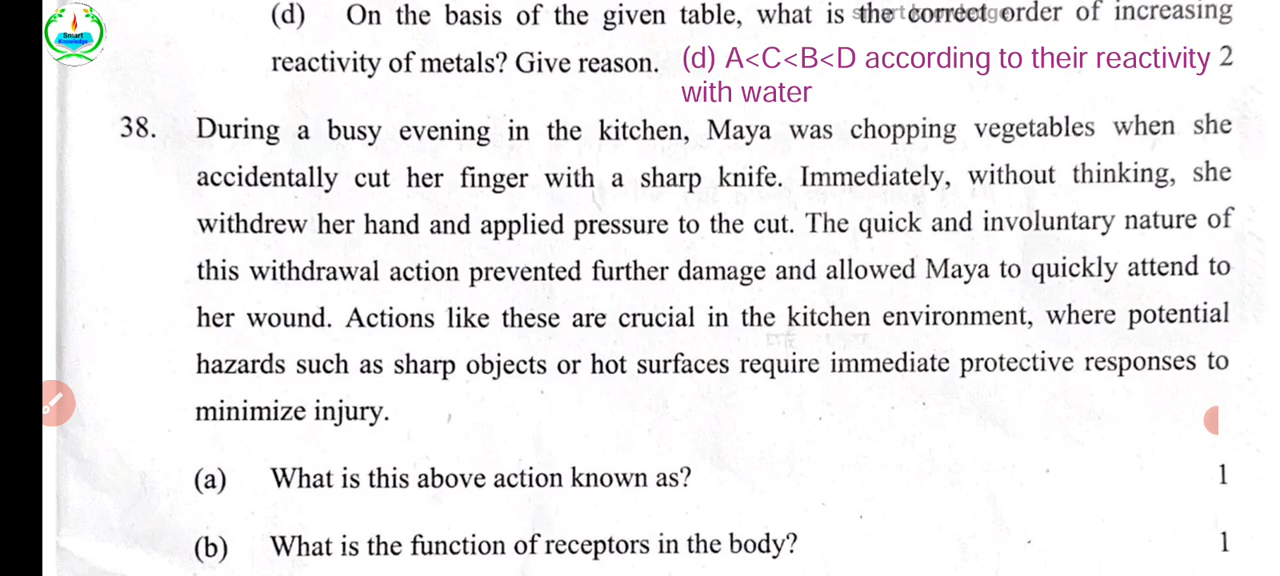 Smart
Knowledge
(d) On the basis of the given table, what is the correct order of increasing
reactivity of metals? Give reason. (d) A<C<B<D according to their reactivity 2
with water
38. During a busy evening in the kitchen, Maya was chopping vegetables when she
accidentally cut her finger with a sharp knife. Immediately, without thinking, she
withdrew her hand and applied pressure to the cut. The quick and involuntary nature of
this withdrawal action prevented further damage and allowed Maya to quickly attend to
her wound. Actions like these are crucial in the kitchen environment, where potential
hazards such as sharp objects or hot surfaces require immediate protective responses to
minimize injury.
(a) What is this above action known as? 1
(b) What is the function of receptors in the body? 1